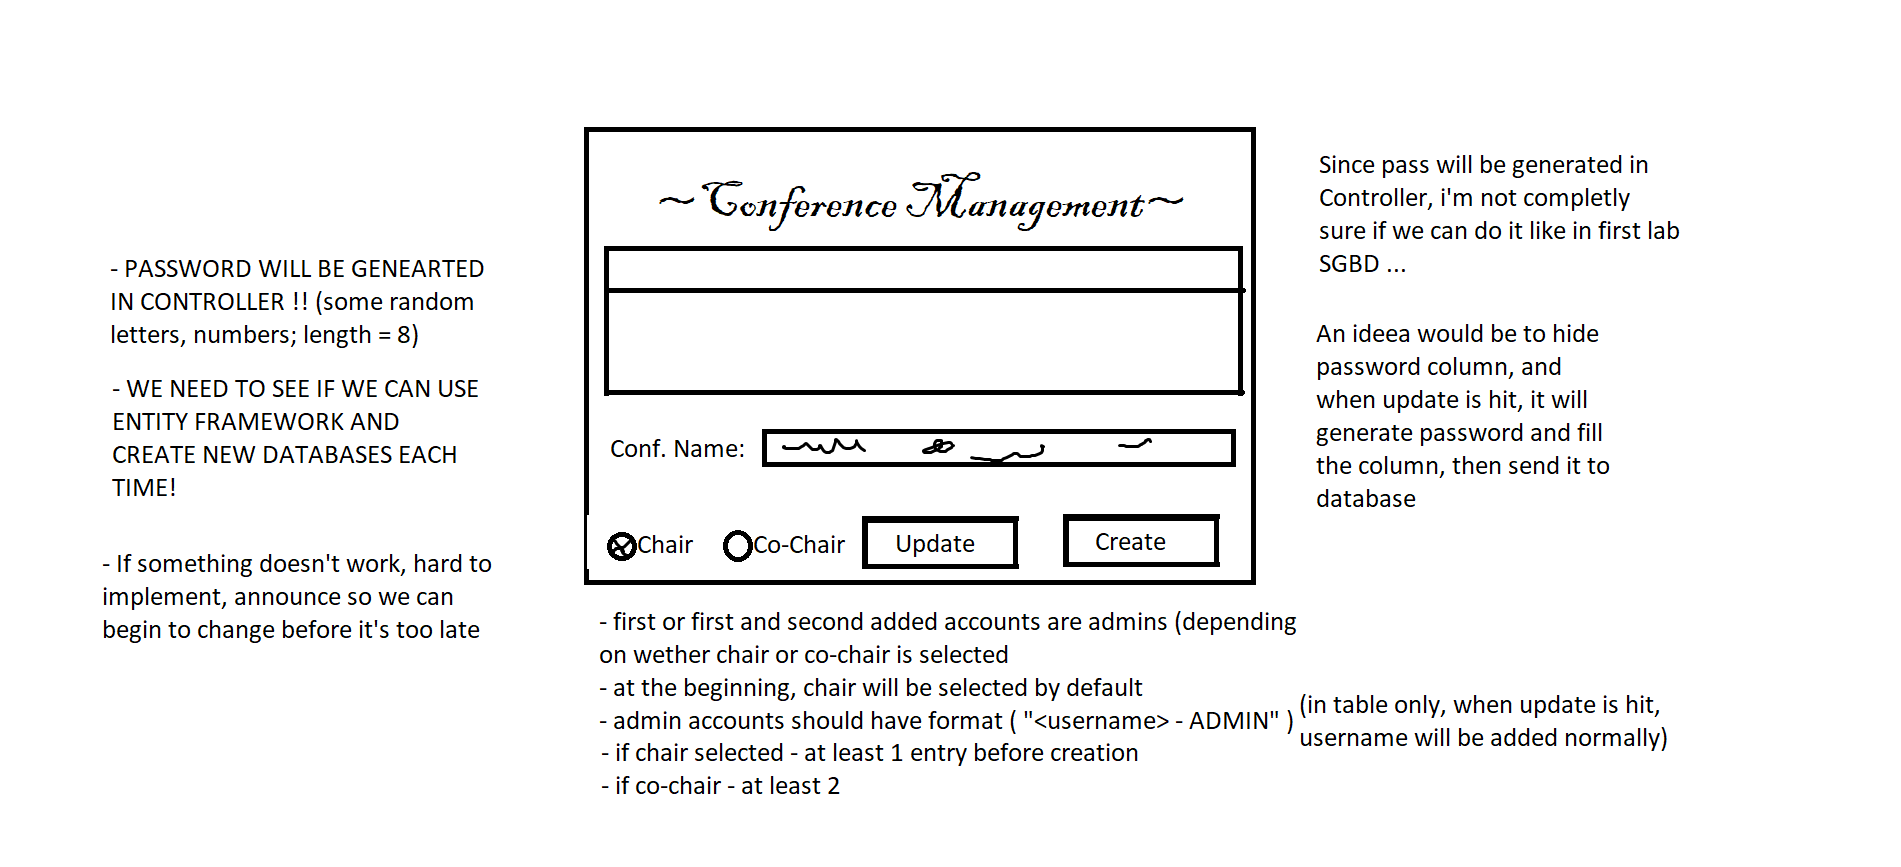 ~Conference Management~
- PASSWORD WILL BE GENEARTED
IN CONTROLLER !! (some random
letters, numbers; length = 8)
- WE NEED TO SEE IF WE CAN USE
ENTITY FRAMEWORK AND
CREATE NEW DATABASES EACH
TIME!
- If something doesn't work, hard to
implement, announce so we can
begin to change before it's too late
Conf. Name:
Chair
Co-Chair
Update
Create
- first or first and second added accounts are admins (depending
on wether chair or co-chair is selected
- at the beginning, chair will be selected by default
- admin accounts should have format ( "<username> - ADMIN" )
- if chair selected - at least 1 entry before creation
- if co-chair - at least 2
(in table only, when update is hit,
username will be added normally)
Since pass will be generated in
Controller, i'm not completly
sure if we can do it like in first lab
SGBD ...
An ideea would be to hide
password column, and
when update is hit, it will
generate password and fill
the column, then send it to
database